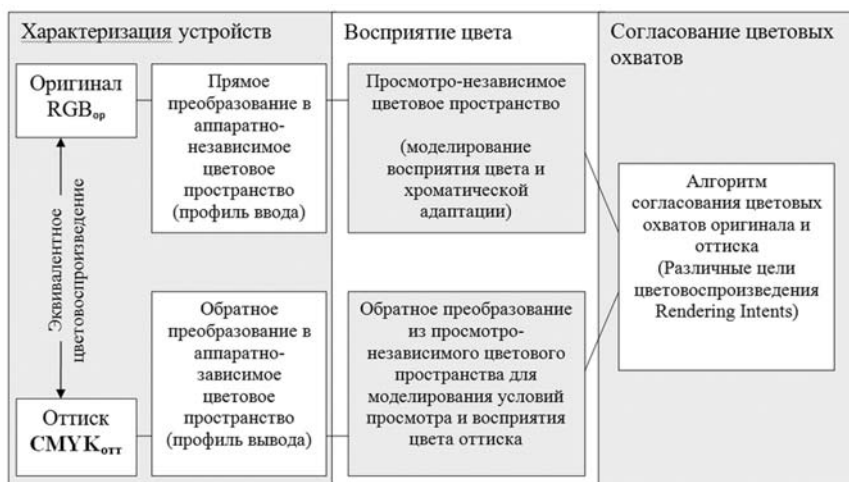 Характеризация устройств
Оригинал
RGBор
Прямое
преобразование в
аппаратно-
независимое
цветовое
пространство
(профиль ввода)
Эквивалентное
цветовоспроизведение
Обратное
преобразование в
аппаратно-
зависимое
цветовое
пространство
(профиль вывода)
Оттиск
CMYKотт
Восприятие цвета
Просмотро-независимое
цветовое пространство
(моделирование
восприятия цвета и
хроматической
адаптации)
Обратное преобразование
из просмотро-
независимого цветового
пространства для
моделирования условий
просмотра и восприятия
цвета оттиска
Согласование цветовых
охватов
Алгоритм
согласования цветовых
охватов оригинала и
оттиска
(Различные цели
цветовоспроизведения
Rendering Intents)